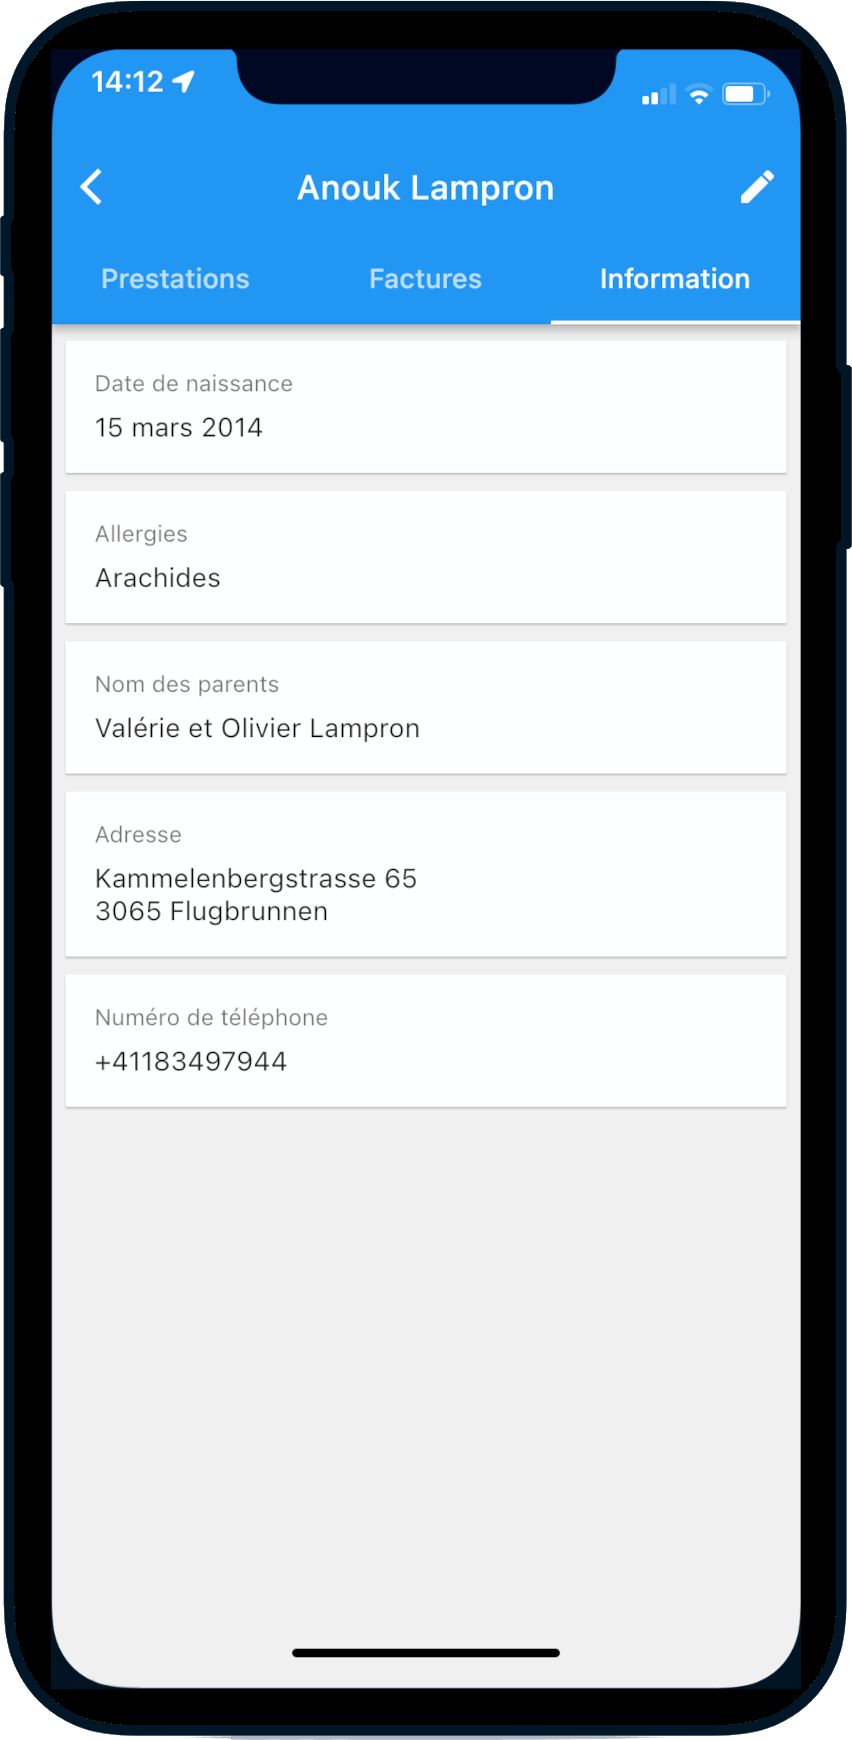 14:12
Anouk Lampron
Prestations Factures Information
Date de naissance
15 mars 2014
Allergies
Arachides
Nom des parents
Valérie et Olivier Lampron
Adresse
Kammelenbergstrasse 65
3065 Flugbrunnen
Numéro de téléphone
+41183497944